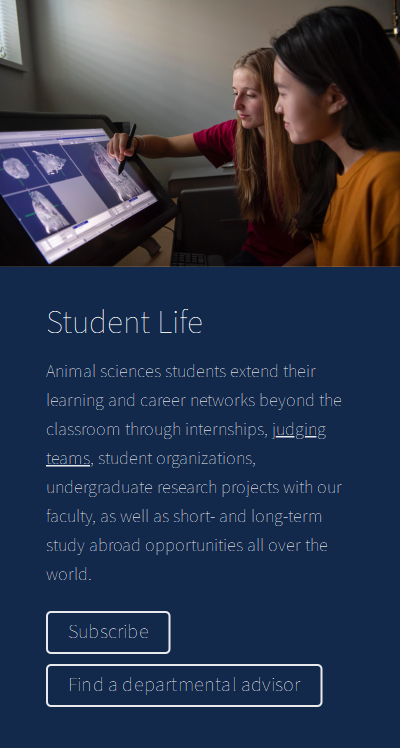 Student Life
Animal sciences students extend their
learning and career networks beyond the
classroom through internships, judging
teams, student organizations,
undergraduate research projects with our
faculty, as well as short- and long-term
study abroad opportunities all over the
world.
Subscribe
Find a departmental advisor